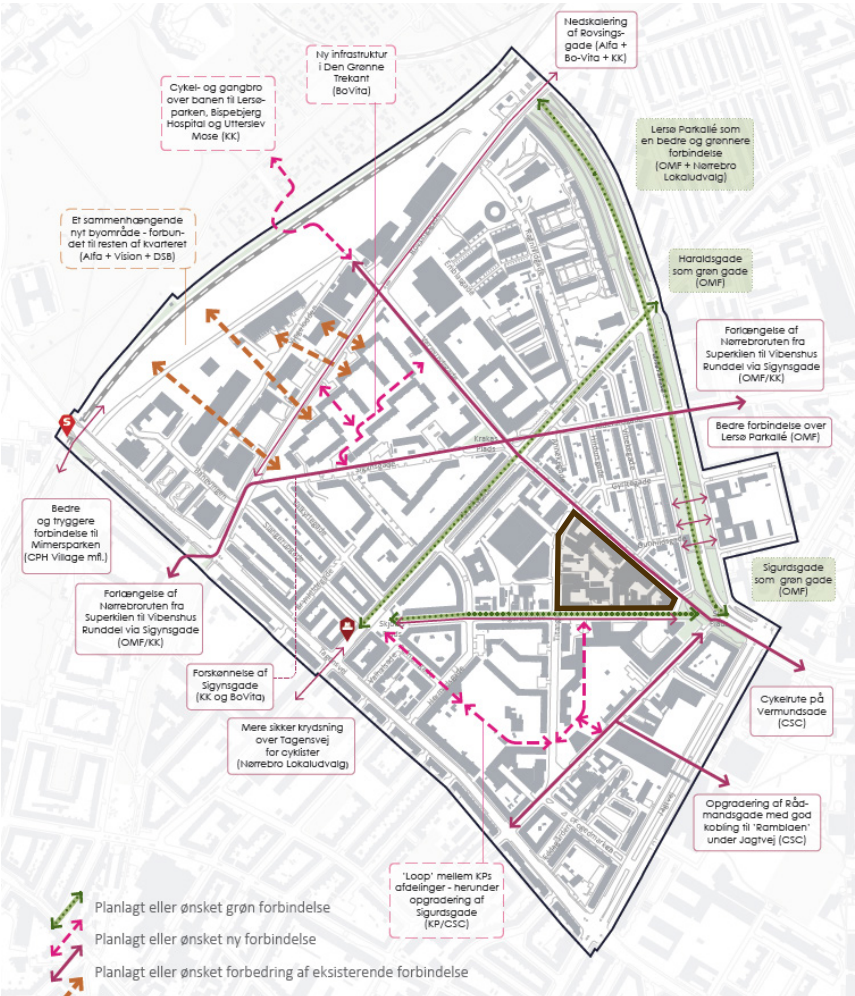 Nedskalering
af Rovsings-
gade (Alfa +
Bo-Vita + KK)
Ny infrastruktur
i Den Grønne
Trekant
(BoVita)
Cykel- og gangbro
over banen til Lersø-
parken, Bispebjerg
Hospital og Utterslev
Mose (KK)
Lersø Parkallé som
en bedre og grønnere
forbindelse
(OMF + Nørrebro
Lokaludvalg)
Et sammenhængende
nyt byområde - forbun-
det til resten af kvarteret
(Alfa + Vision + DSB)
Haraldsgade
som grøn gade
(OMF)
Forlængelse af
Nørrebroruten fra
Superkilen til Vibenshus
Runddel via Sigynsgade
(OMF/KK)
Bedre forbindelse over
Lersø Parkallé (OMF)
S
Krakas
Plads
Bedre
og tryggere
forbindelse til
Mimersparken
(CPH Village mfl.)
Sigurdsgade
som grøn gade
(OMF)
Forlængelse af
Nørrebroruten fra
Superkilen til Vibenshus
Runddel via Sigynsgade
(OMF/KK)
Tagensvej
Forskønnelse af
Sigynsgade
(KK og BoVita)
Mere sikker krydsning
over Tagensvej
for cyklister
(Nørrebro Lokaludvalg)
Cykelrute på
Vermundsade
(CSC)
Jagtvej
Opgradering af Råd-
mandsgade med god
kobling til 'Ramblaen'
under Jagtvej (CSC)
'Loop' mellem KPs
afdelinger - herunder
opgradering af
Sigurdsgade
(KP/CSC)
Planlagt eller ønsket grøn forbindelse
Planlagt eller ønsket ny forbindelse
Planlagt eller ønsket forbedring af eksisterende forbindelse